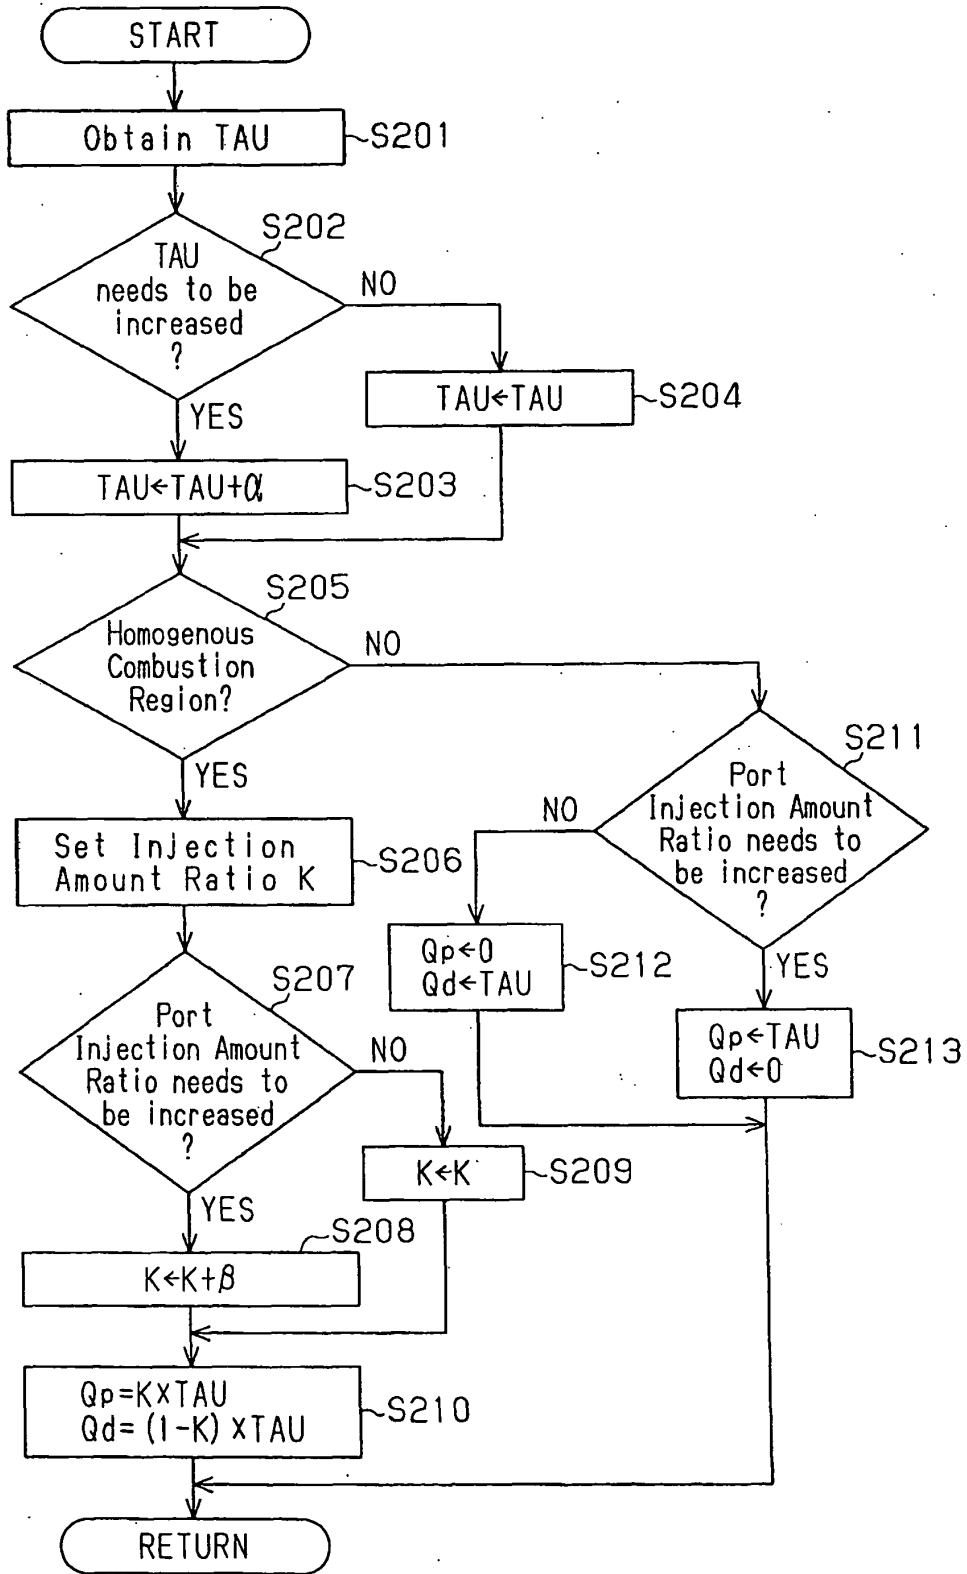 START
Obtain TAU
S201
S202
TAU
needs to be
increased
?
NO
YES
TAU←TAU
S204
TAU←TAU+α
S203
S205
Homogenous
Combustion
Region?
NO
YES
S211
Port
Injection Amount
Ratio needs to
be increased
?
NO
YES
Set Injection
Amount Ratio K
S206
Qp←0
Qd←TAU
S212
Qp←TAU
Qd←0
S213
S207
Port
Injection Amount
Ratio needs to
be increased
?
NO
YES
K←K
S209
S208
K←K+β
Qp=K×TAU
Qd=(1-K)×TAU
S210
RETURN